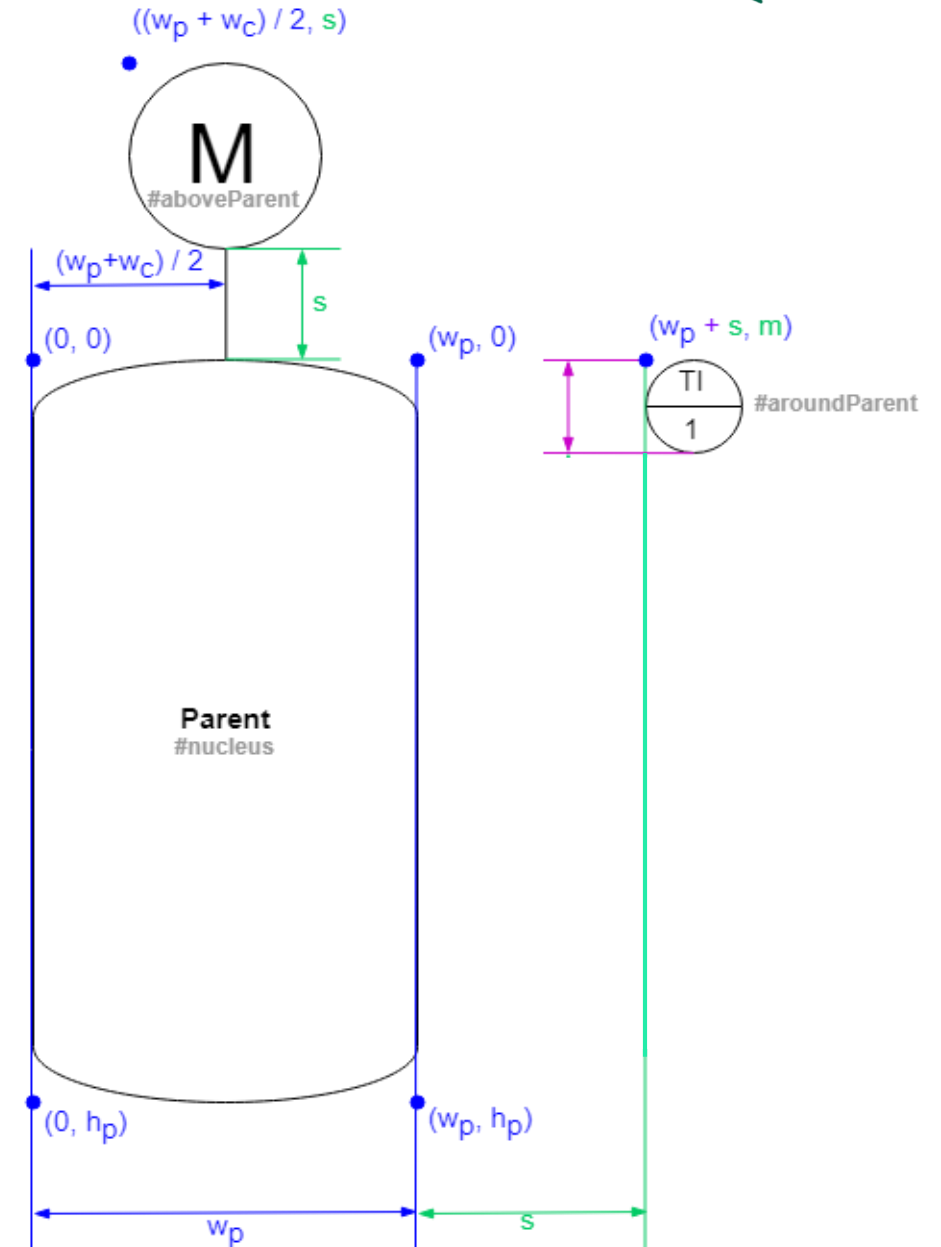 ((wp + wc) / 2, s)
M
#aboveParent
(wp+wc) / 2
s
(0, 0)
(wp, 0)
(wp + s, m)
TI
1
#aroundParent
Parent
#nucleus
(0, hp)
(wp, hp)
wp
s